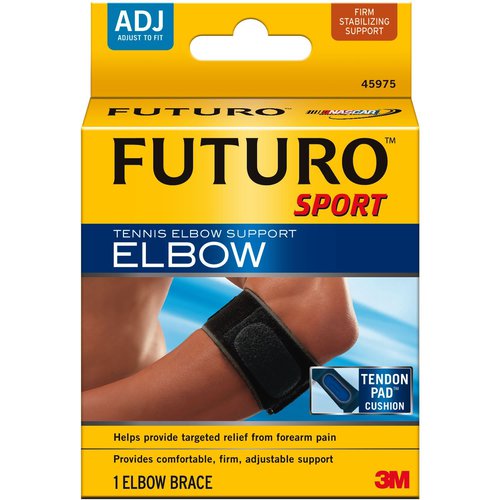 ADJ
ADJUST TO FIT
FIRM
STABILIZING
SUPPORT
45975
FUTURO™ NASCAR
FUTURO™
SPORT
TENNIS ELBOW SUPPORT
ELBOW
TENDON
PAD™
CUSHION
Helps provide targeted relief from forearm pain
Provides comfortable, firm, adjustable support
1 ELBOW BRACE
3M